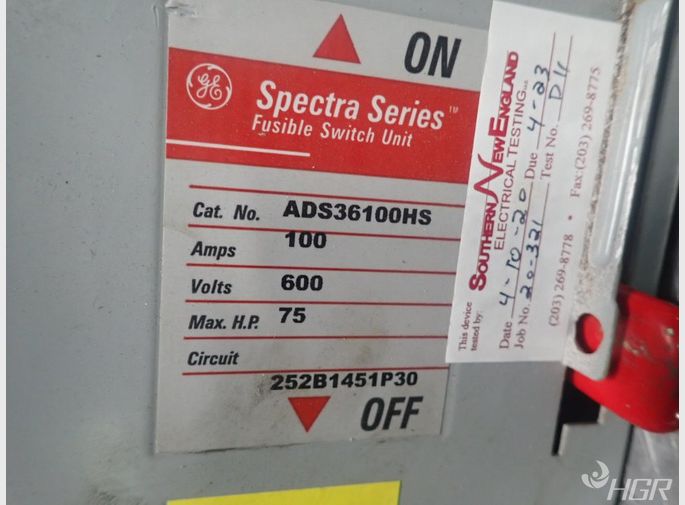 ON
GE
Spectra Series™
Fusible Switch Unit
Cat. No. ADS36100HS
Amps 100
Volts 600
Max. H.P. 75
Circuit
252B1451P30
OFF
This device
tested by:
SOUTHERN NEW ENGLAND
ELECTRICAL TESTING
Date 4-10-20 Due 4-23
Job No. 20-321 Test No.
(203) 269-8778 • Fax: (203) 269-8775
HGR